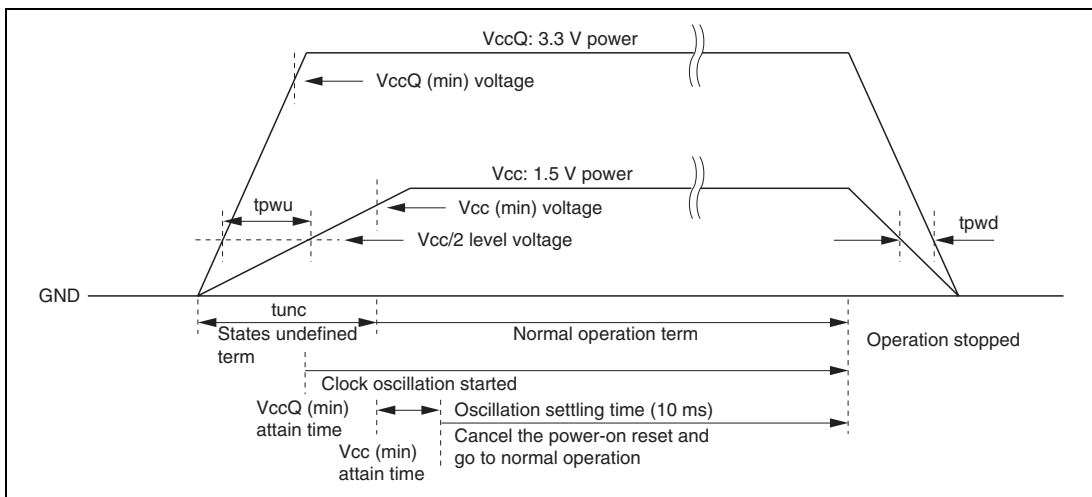 VccQ: 3.3 V power
VccQ (min) voltage
Vcc: 1.5 V power
tpwu
Vcc (min) voltage
Vcc/2 level voltage
tpwd
GND
tunc
States undefined
term
Normal operation term
Operation stopped
Clock oscillation started
VccQ (min)
attain time
Oscillation settling time (10 ms)
Vcc (min)
attain time
Cancel the power-on reset and
go to normal operation